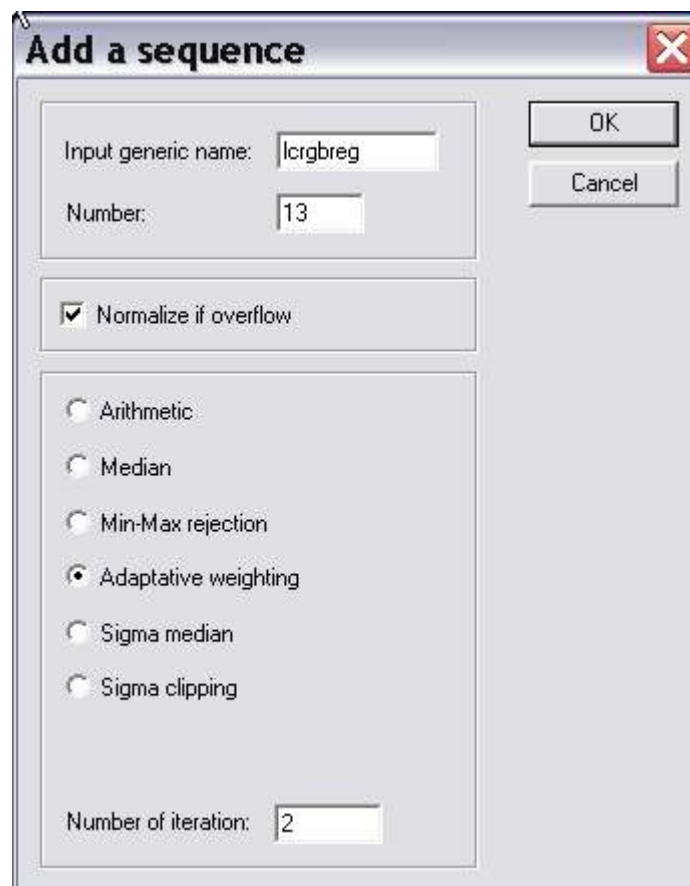 Add a sequence
Input generic name: lcrgbreg
Number: 13
OK
Cancel
Normalize if overflow
Arithmetic
Median
Min-Max rejection
Adaptative weighting
Sigma median
Sigma clipping
Number of iteration: 2